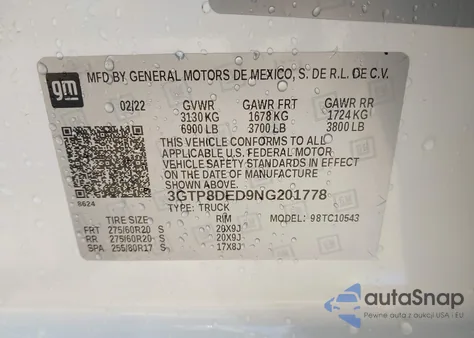 gm
MFD BY GENERAL MOTORS DE MEXICO, S. DE R.L. DE C.V.
02/22 GVWR GAWR FRT GAWR RR
3130 KG 1678 KG 1724 KG
6900 LB 3700 LB 3800 LB
THIS VEHICLE CONFORMS TO ALL
APPLICABLE U.S. FEDERAL MOTOR
VEHICLE SAFETY STANDARDS IN EFFECT
ON THE DATE OF MANUFACTURE
SHOWN ABOVE.
3GTP8DED9NG201778
8624
TYPE: TRUCK
MODEL: 98TC10543
TIRE SIZE RIM
FRT 275/60R20 S 20X9J
RR 275/60R20 S 20X9J
SPA 255/80R17 S 17X8J
autoSnap
Pewne auta z aukcji USA i EU